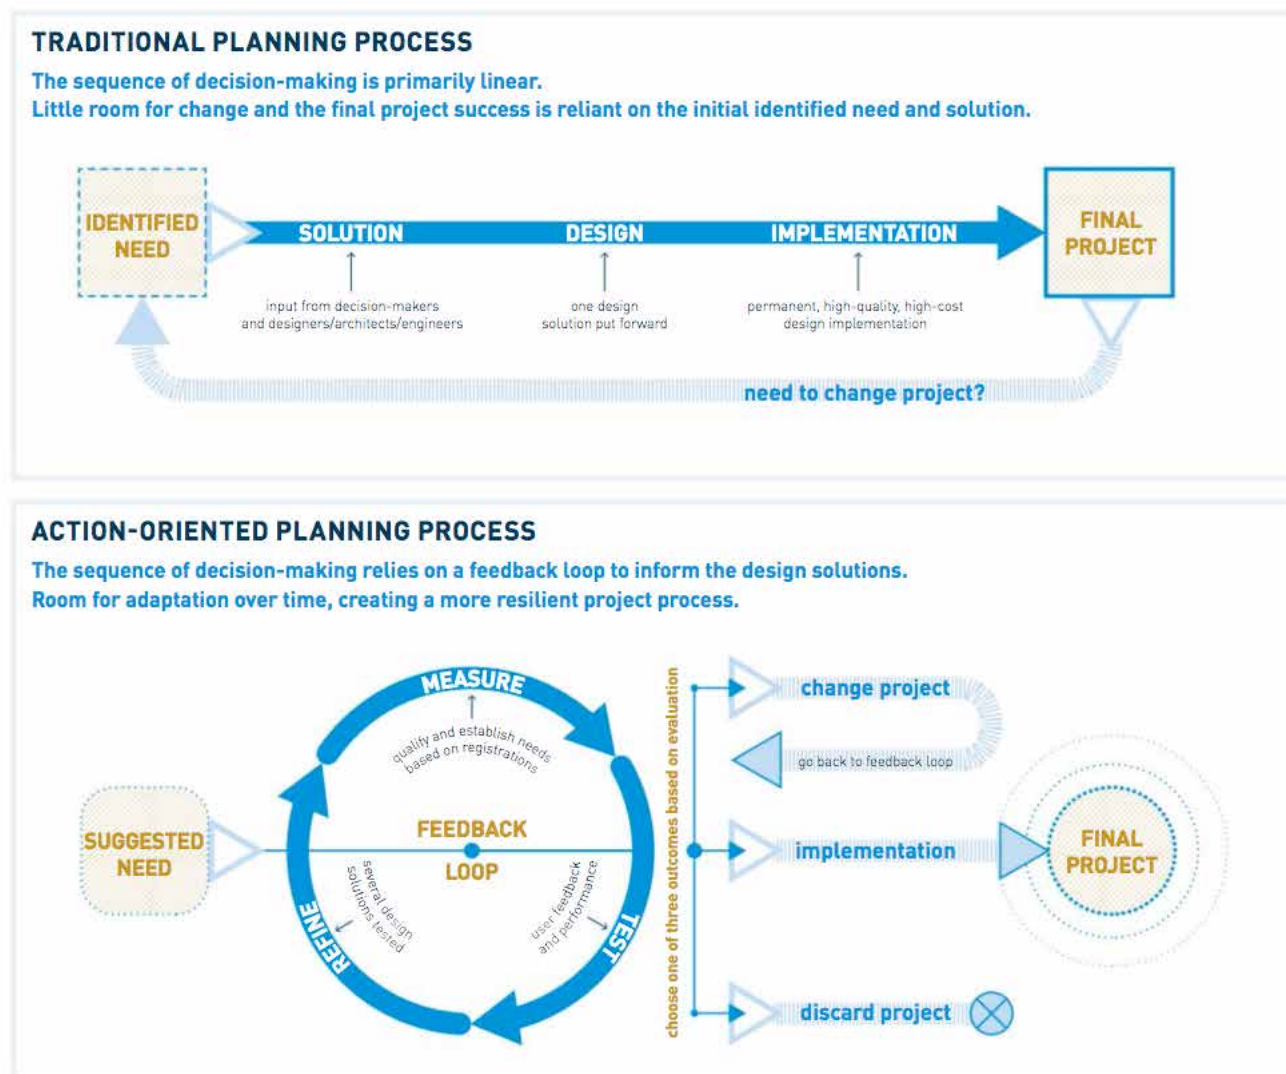 TRADITIONAL PLANNING PROCESS
The sequence of decision-making is primarily linear.
Little room for change and the final project success is reliant on the initial identified need and solution.
IDENTIFIED
NEED
SOLUTION
DESIGN
IMPLEMENTATION
FINAL
PROJECT
input from decision-makers
and designers/architects/engineers
one design
solution put forward
permanent, high-quality, high-cost
design implementation
need to change project?
ACTION-ORIENTED PLANNING PROCESS
The sequence of decision-making relies on a feedback loop to inform the design solutions.
Room for adaptation over time, creating a more resilient project process.
SUGGESTED
NEED
MEASURE
qualify and establish needs
based on registrations
FEEDBACK
LOOP
TEST
user feedback
and performance
REFINE
several design
solutions tested
choose one of three outcomes based on evaluation
change project
go back to feedback loop
implementation
FINAL
PROJECT
discard project